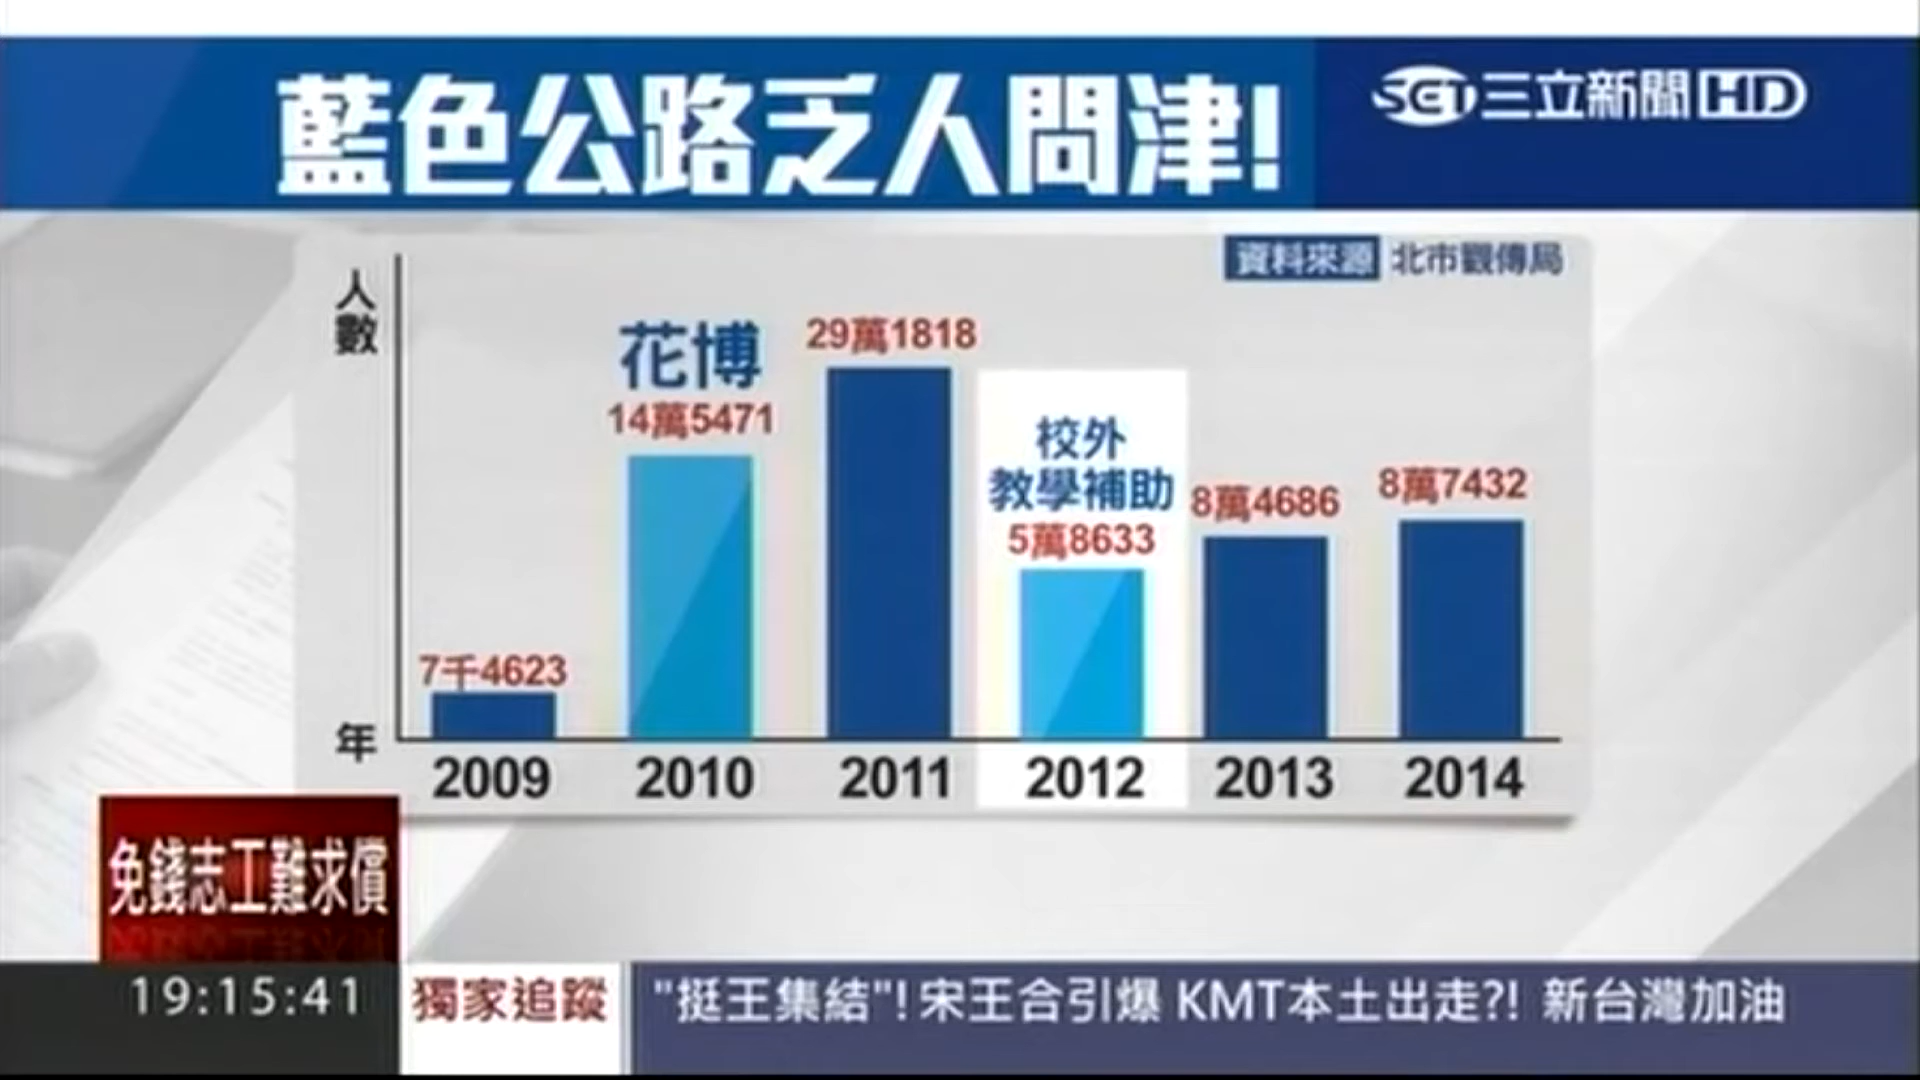 藍色公路乏人問津!
SET三立新聞HD
資料來源 北市觀傳局
人數
花博
14萬5471
29萬1818
校外
教學補助
5萬8633
8萬4686
8萬7432
7千4623
年
2009 2010 2011 2012 2013 2014
免錢志工難求償
19:15:41 獨家追蹤 "挺王集結"!宋王合引爆 KMT本土出走?! 新台灣加油